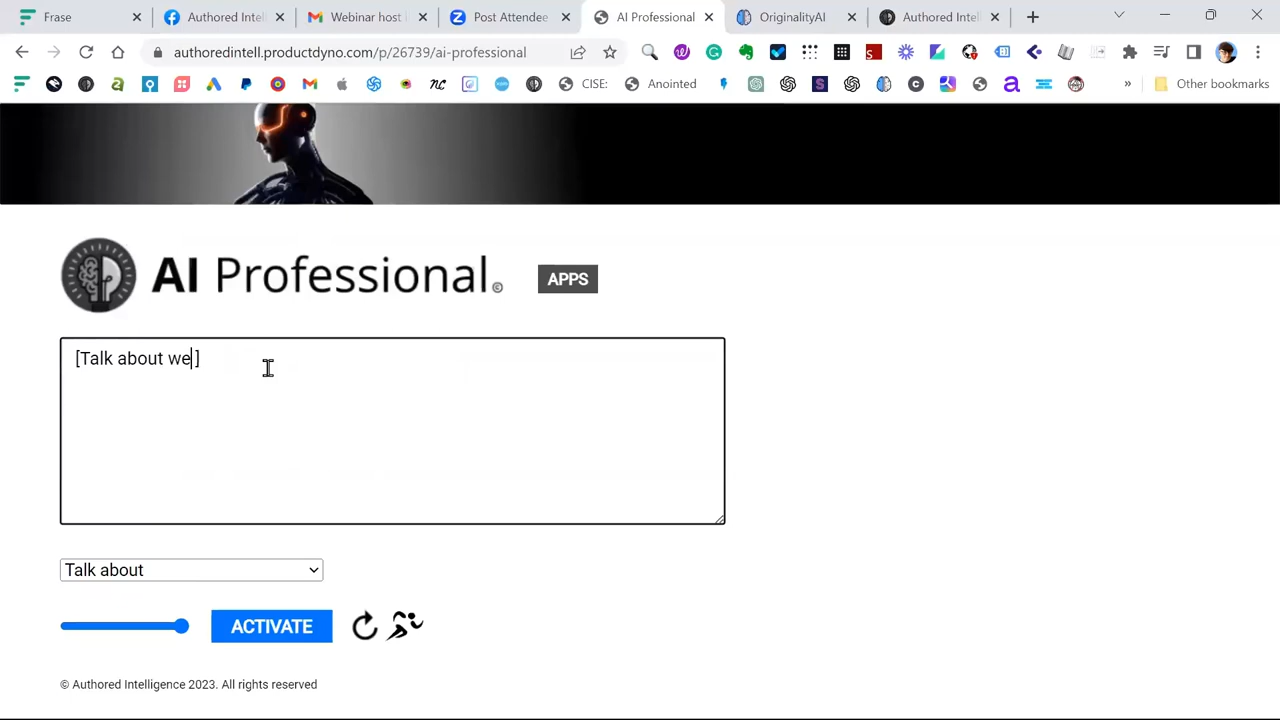 Frase
Authored Intel
Webinar host i
Post Attendee
AI Professional
OriginalityAI
Authored Intel
authoredintell.productdyno.com/p/26739/ai-professional
CISE:
Anointed
Other bookmarks
AI Professional
APPS
[Talk about we]
Talk about
ACTIVATE
© Authored Intelligence 2023. All rights reserved